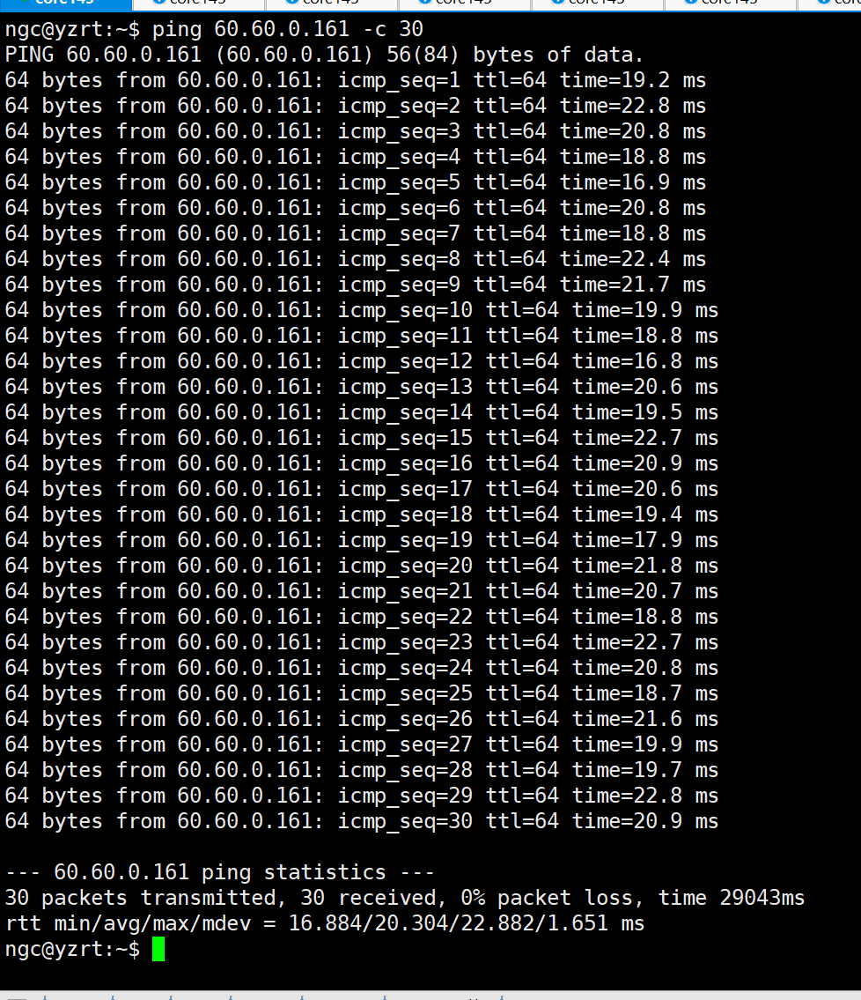 ngc@yzrt:~$ ping 60.60.0.161 -c 30
PING 60.60.0.161 (60.60.0.161) 56(84) bytes of data.
64 bytes from 60.60.0.161: icmp_seq=1 ttl=64 time=19.2 ms
64 bytes from 60.60.0.161: icmp_seq=2 ttl=64 time=22.8 ms
64 bytes from 60.60.0.161: icmp_seq=3 ttl=64 time=20.8 ms
64 bytes from 60.60.0.161: icmp_seq=4 ttl=64 time=18.8 ms
64 bytes from 60.60.0.161: icmp_seq=5 ttl=64 time=16.9 ms
64 bytes from 60.60.0.161: icmp_seq=6 ttl=64 time=20.8 ms
64 bytes from 60.60.0.161: icmp_seq=7 ttl=64 time=18.8 ms
64 bytes from 60.60.0.161: icmp_seq=8 ttl=64 time=22.4 ms
64 bytes from 60.60.0.161: icmp_seq=9 ttl=64 time=21.7 ms
64 bytes from 60.60.0.161: icmp_seq=10 ttl=64 time=19.9 ms
64 bytes from 60.60.0.161: icmp_seq=11 ttl=64 time=18.8 ms
64 bytes from 60.60.0.161: icmp_seq=12 ttl=64 time=16.8 ms
64 bytes from 60.60.0.161: icmp_seq=13 ttl=64 time=20.6 ms
64 bytes from 60.60.0.161: icmp_seq=14 ttl=64 time=19.5 ms
64 bytes from 60.60.0.161: icmp_seq=15 ttl=64 time=22.7 ms
64 bytes from 60.60.0.161: icmp_seq=16 ttl=64 time=20.9 ms
64 bytes from 60.60.0.161: icmp_seq=17 ttl=64 time=20.6 ms
64 bytes from 60.60.0.161: icmp_seq=18 ttl=64 time=19.4 ms
64 bytes from 60.60.0.161: icmp_seq=19 ttl=64 time=17.9 ms
64 bytes from 60.60.0.161: icmp_seq=20 ttl=64 time=21.8 ms
64 bytes from 60.60.0.161: icmp_seq=21 ttl=64 time=20.7 ms
64 bytes from 60.60.0.161: icmp_seq=22 ttl=64 time=18.8 ms
64 bytes from 60.60.0.161: icmp_seq=23 ttl=64 time=22.7 ms
64 bytes from 60.60.0.161: icmp_seq=24 ttl=64 time=20.8 ms
64 bytes from 60.60.0.161: icmp_seq=25 ttl=64 time=18.7 ms
64 bytes from 60.60.0.161: icmp_seq=26 ttl=64 time=21.6 ms
64 bytes from 60.60.0.161: icmp_seq=27 ttl=64 time=19.9 ms
64 bytes from 60.60.0.161: icmp_seq=28 ttl=64 time=19.7 ms
64 bytes from 60.60.0.161: icmp_seq=29 ttl=64 time=22.8 ms
64 bytes from 60.60.0.161: icmp_seq=30 ttl=64 time=20.9 ms
--- 60.60.0.161 ping statistics ---
30 packets transmitted, 30 received, 0% packet loss, time 29043ms
rtt min/avg/max/mdev = 16.884/20.304/22.882/1.651 ms
ngc@yzrt:~$